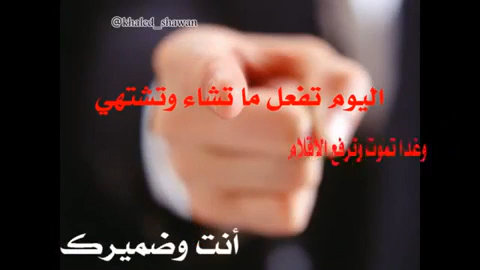 @khaled_shawan
اليوم تفعل ما تشاء وتشتهي
وغدا تموت وترفع الاقلام
أنت وضميرك